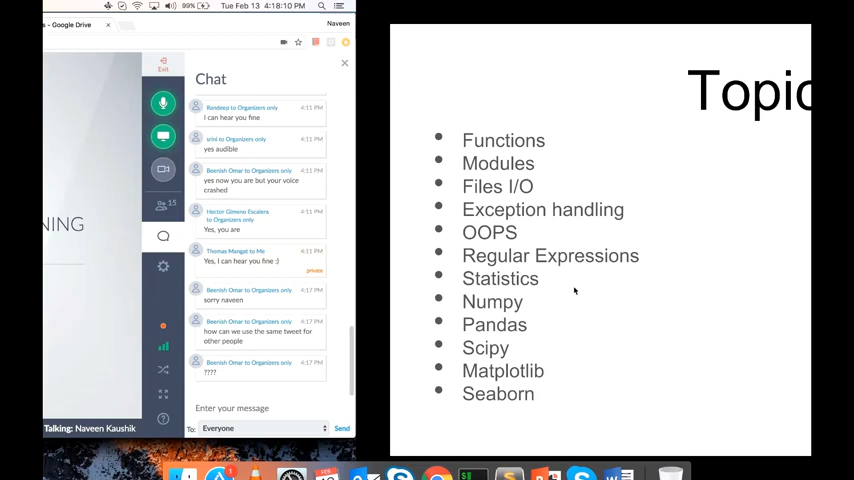 99%
Tue Feb 13 4:18:10 PM
s - Google Drive
Naveen
Exit
Chat
Randeep to Organizers only 4:11 PM
I can hear you fine
srini to Organizers only 4:11 PM
yes audible
Beenish Omar to Organizers only 4:11 PM
yes now you are but your voice
crashed
Hector Gimeno Escalera
to Organizers only 4:11 PM
Yes, you are
Thomas Mangat to Me 4:11 PM
Yes, I can hear you fine ;)
private
Beenish Omar to Organizers only 4:17 PM
sorry naveen
Beenish Omar to Organizers only 4:17 PM
how can we use the same tweet for
other people
Beenish Omar to Organizers only 4:17 PM
????
15
NING
Enter your message
To: Everyone Send
Talking: Naveen Kaushik
Topic
Functions
Modules
Files I/O
Exception handling
OOPS
Regular Expressions
Statistics
Numpy
Pandas
Scipy
Matplotlib
Seaborn
1
FEB